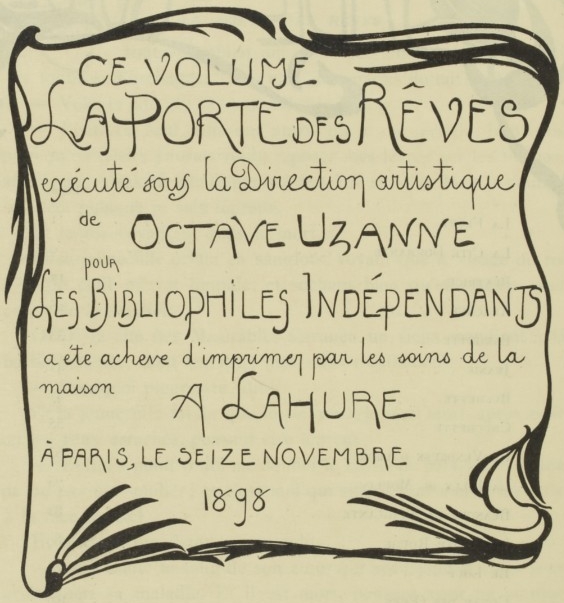 CE VOLUME
LA PORTE DES RÊVES
exécuté sous la Direction artistique
de OCTAVE UZANNE
POUR
LES BIBLIOPHILES INDÉPENDANTS
a été achevé d'imprimer par les soins de la
maison A LAHURE
À PARIS, LE SEIZE NOVEMBRE
1898